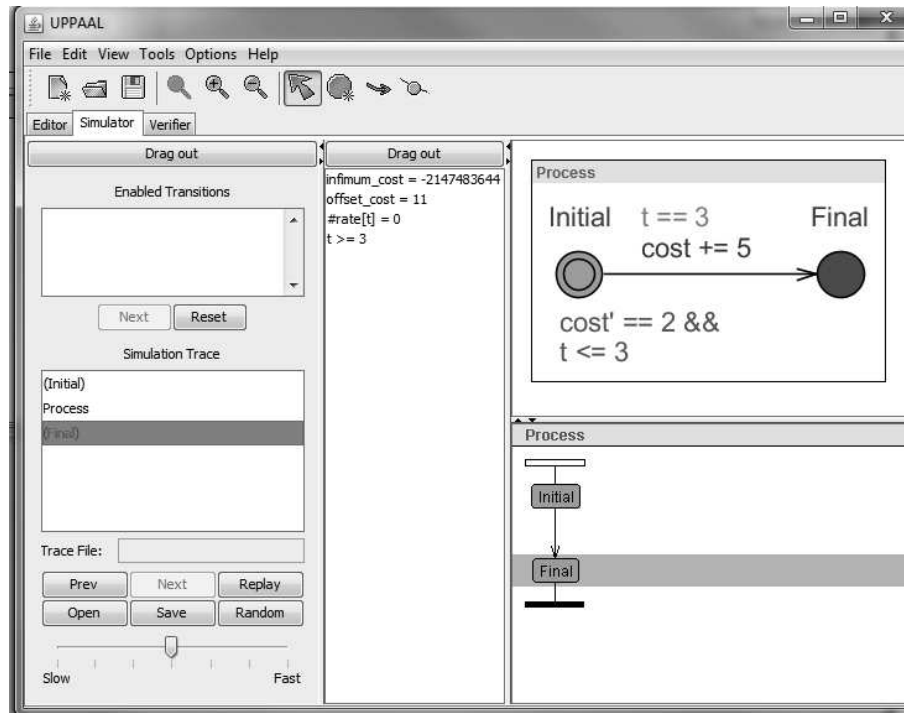 UPPAAL
File Edit View Tools Options Help
Editor Simulator Verifier
Drag out
Enabled Transitions
Next Reset
Simulation Trace
(Initial)
Process
(Final)
Trace File:
Prev Next Replay
Open Save Random
Slow Fast
Drag out
infimum_cost = -2147483644
offset_cost = 11
#rate[t] = 0
t >= 3
Process
Initial t == 3 Final
cost += 5
cost' == 2 &&
t <= 3
Process
Initial
Final